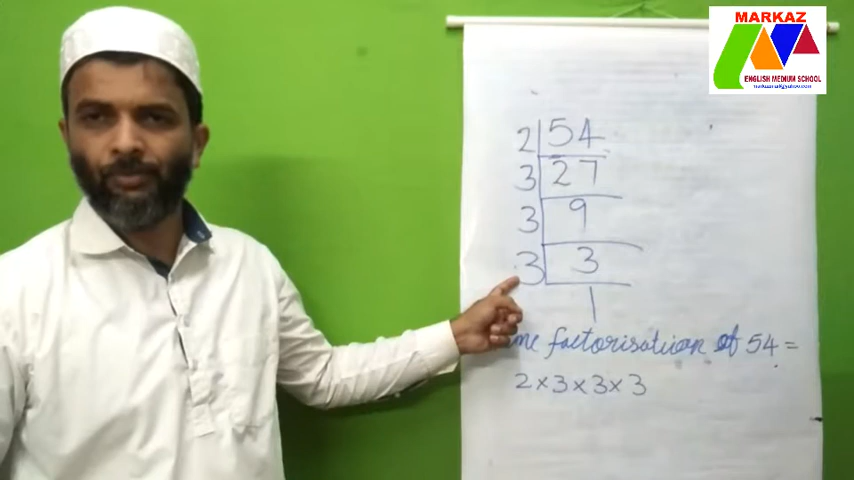 MARKAZ
ENGLISH MEDIUM SCHOOL
2 54
3 27
3 9
3 3
1
me factorisation of 54 =
2 × 3 × 3 × 3